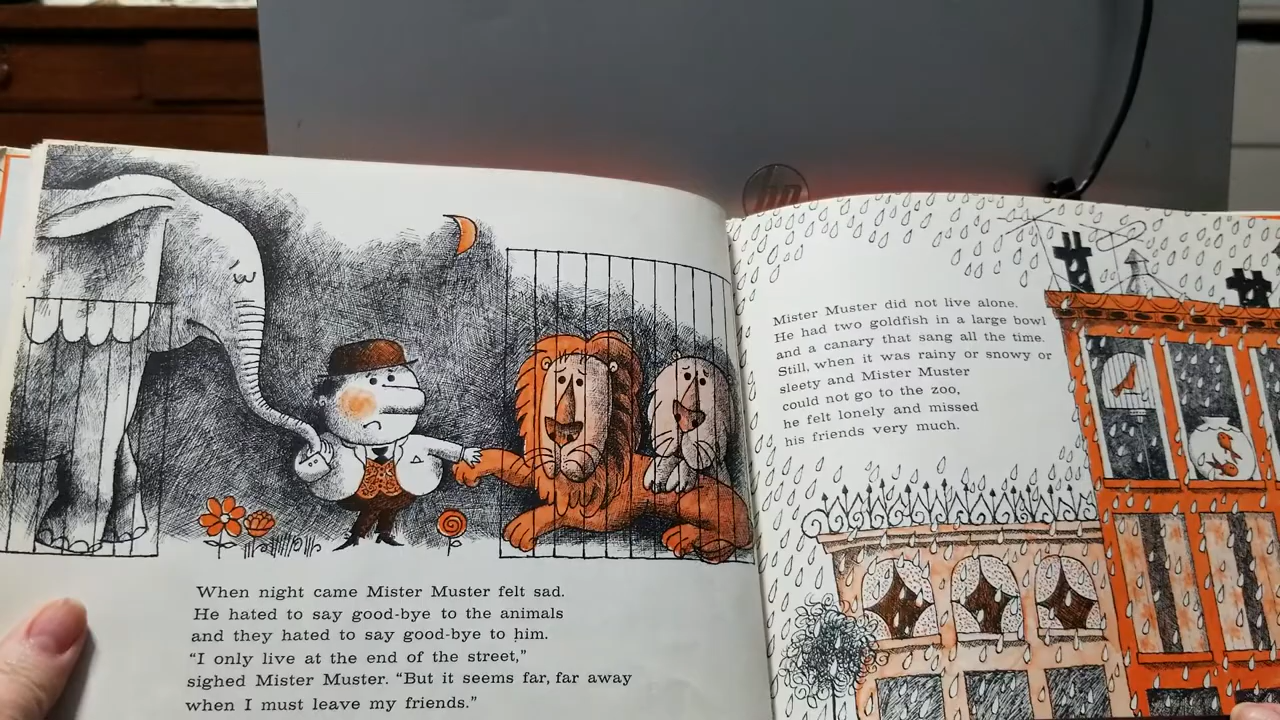 hp
When night came Mister Muster felt sad.
He hated to say good-bye to the animals
and they hated to say good-bye to him.
“I only live at the end of the street,”
sighed Mister Muster. “But it seems far, far away
when I must leave my friends.”
Mister Muster did not live alone.
He had two goldfish in a large bowl
and a canary that sang all the time.
Still, when it was rainy or snowy or
sleety and Mister Muster
could not go to the zoo,
he felt lonely and missed
his friends very much.